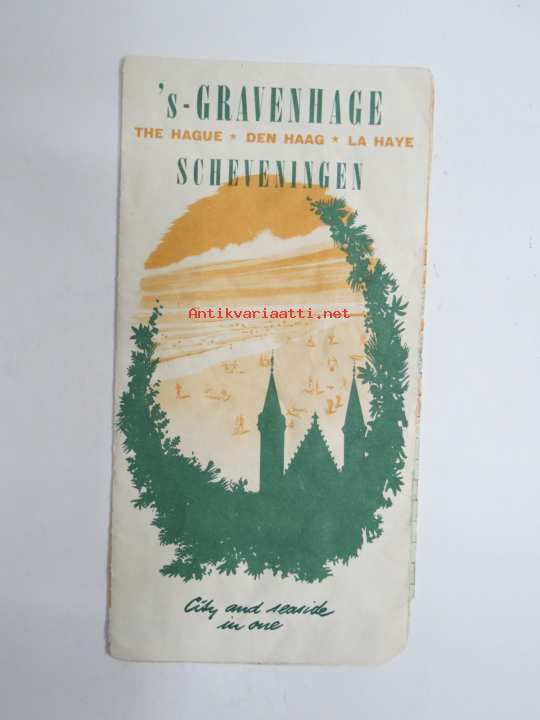 's-GRAVENHAGE
THE HAGUE * DEN HAAG * LA HAYE
SCHEVENINGEN
Antikvariaatti.net
City and seaside
in one